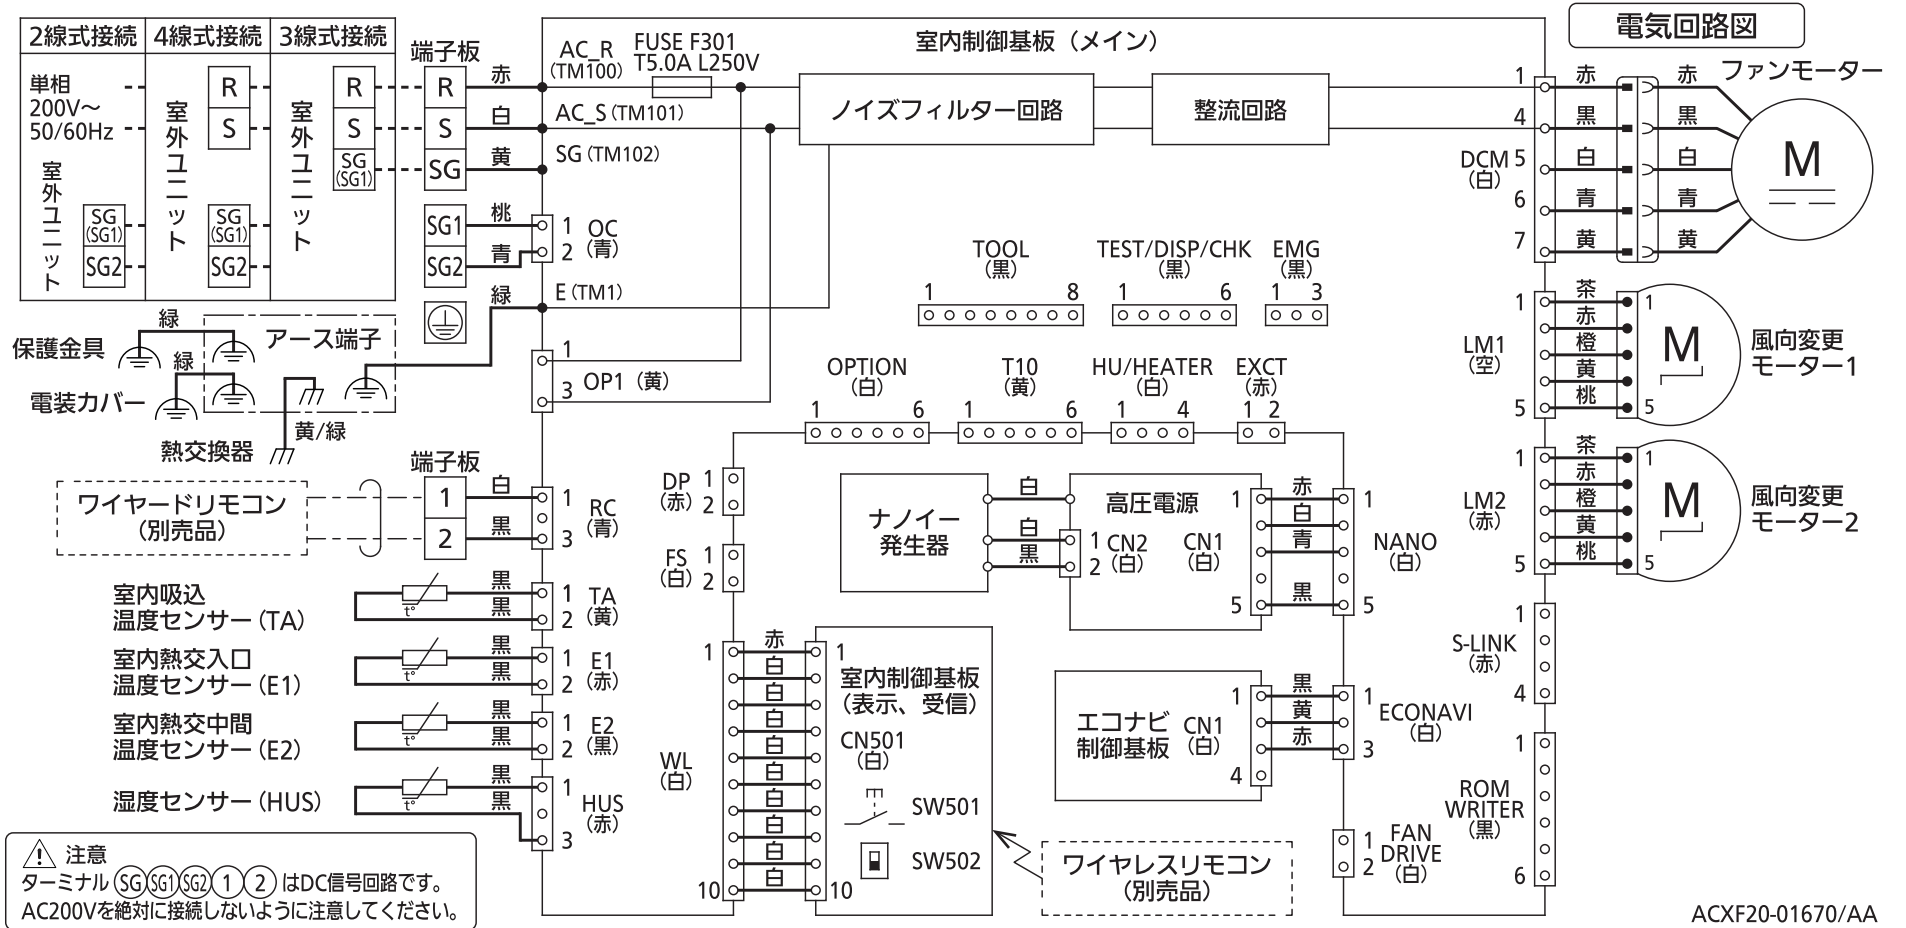 電気回路図
2線式接続 4線式接続 3線式接続
単相
200V～
50/60Hz
室外ユニット
SG
(SG1)
SG2
室外ユニット
R
S
SG
(SG1)
SG2
室外ユニット
R
S
SG
(SG1)
端子板
R
S
SG
SG1
SG2
赤
白
黄
桃
青
緑
室内制御基板（メイン）
AC_R
(TM100)
FUSE F301
T5.0A L250V
AC_S (TM101)
SG (TM102)
ノイズフィルター回路
整流回路
1
2
OC
(青)
E (TM1)
1
3
OP1 (黄)
保護金具
緑
電装カバー
緑
アース端子
熱交換器
黄/緑
ワイヤードリモコン
(別売品)
端子板
1
2
白
黒
1
3
RC
(青)
室内吸込
温度センサー (TA)
t°
黒
黒
1
2
TA
(黄)
室内熱交入口
温度センサー (E1)
t°
黒
黒
1
2
E1
(赤)
室内熱交中間
温度センサー (E2)
t°
黒
黒
1
2
E2
(黒)
湿度センサー (HUS)
t°
黒
黒
1
3
HUS
(赤)
TOOL
(黒)
1 8
TEST/DISP/CHK
(黒)
1 6
EMG
(黒)
1 3
OPTION
(白)
1 6
T10
(黄)
1 6
HU/HEATER
(白)
1 4
EXCT
(赤)
1 2
DP
(赤)
1
2
FS
(白)
1
2
ナノイー
発生器
白
白
黒
高圧電源
1
2
CN2
(白)
CN1
(白)
1
5
赤
白
青
黒
1
5
NANO
(白)
WL
(白)
1
10
赤
白
白
白
白
白
白
白
白
白
1
10
室内制御基板
(表示、受信)
CN501
(白)
SW501
SW502
ワイヤレスリモコン
(別売品)
エコナビ
制御基板
CN1
(白)
1
4
黒
黄
赤
1
3
ECONAVI
(白)
1
2
FAN
DRIVE
(白)
ファンモーター
DCM
(白)
1
4
5
6
7
赤
黒
白
青
黄
赤
黒
白
青
黄
M
LM1
(空)
1
5
茶
赤
橙
黄
桃
1
5
M
風向変更
モーター1
LM2
(赤)
1
5
茶
赤
橙
黄
桃
1
5
M
風向変更
モーター2
S-LINK
(赤)
1
4
ROM
WRITER
(黒)
1
6
注意
ターミナル SG SG1 SG2 1 2 はDC信号回路です。
AC200Vを絶対に接続しないように注意してください。
ACXF20-01670/AA